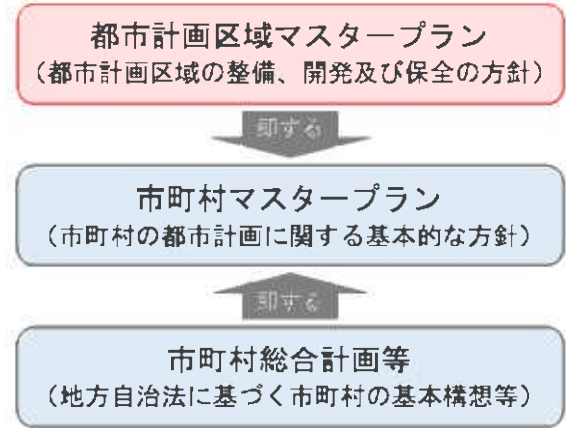 都市計画区域マスタープラン
（都市計画区域の整備、開発及び保全の方針）
即する
市町村マスタープラン
（市町村の都市計画に関する基本的な方針）
即する
市町村総合計画等
（地方自治法に基づく市町村の基本構想等）